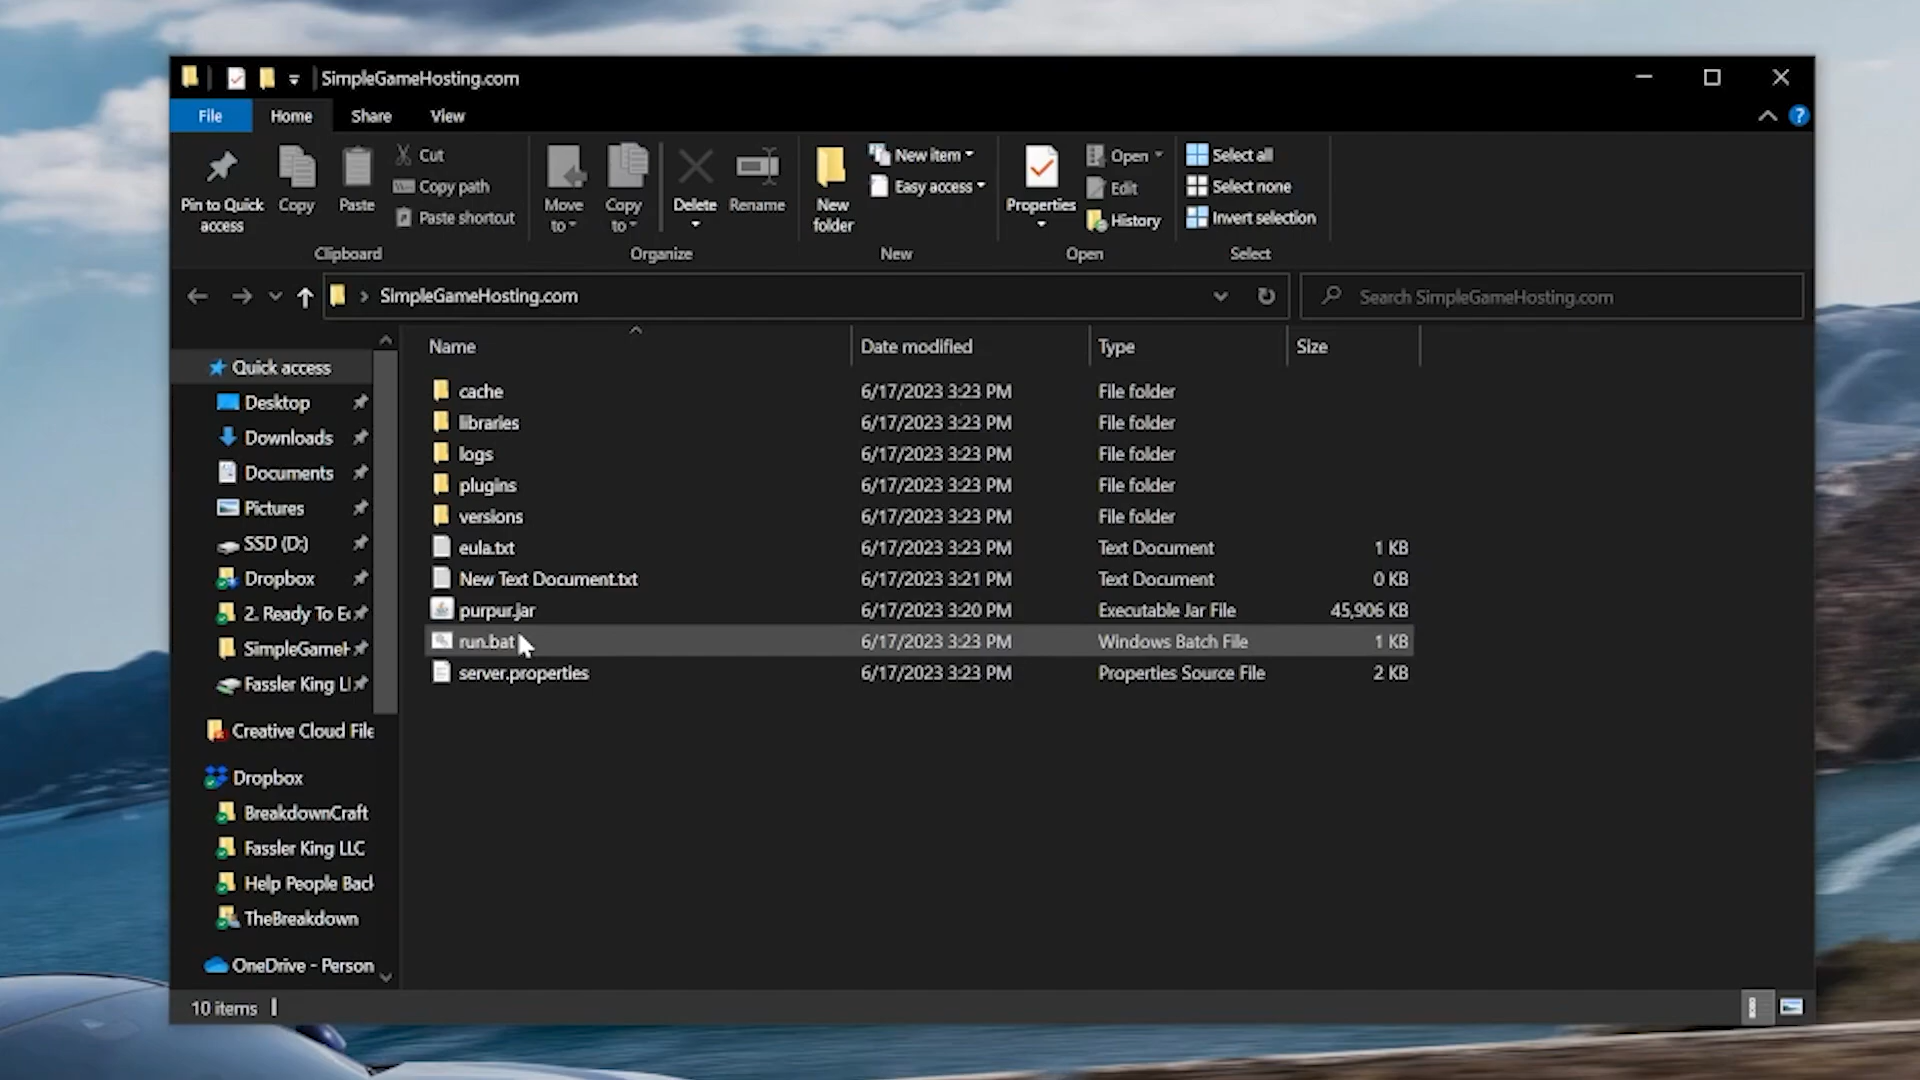 SimpleGameHosting.com
File Home Share View
Pin to Quick access
Copy
Paste
Cut
Copy path
Paste shortcut
Clipboard
Move to
Copy to
Delete
Rename
Organize
New folder
New item
Easy access
New
Properties
Open
Edit
History
Open
Select all
Select none
Invert selection
Select
SimpleGameHosting.com
Search SimpleGameHosting.com
Quick access
Desktop
Downloads
Documents
Pictures
SSD (D:)
Dropbox
2. Ready To E
SimpleGame
Fassler King Ll
Creative Cloud File
Dropbox
BreakdownCraft
Fassler King LLC
Help People Back
TheBreakdown
OneDrive - Person
Name Date modified Type Size
cache 6/17/2023 3:23 PM File folder
libraries 6/17/2023 3:23 PM File folder
logs 6/17/2023 3:23 PM File folder
plugins 6/17/2023 3:23 PM File folder
versions 6/17/2023 3:23 PM File folder
eula.txt 6/17/2023 3:23 PM Text Document 1 KB
New Text Document.txt 6/17/2023 3:21 PM Text Document 0 KB
purpur.jar 6/17/2023 3:20 PM Executable Jar File 45,906 KB
run.bat 6/17/2023 3:23 PM Windows Batch File 1 KB
server.properties 6/17/2023 3:23 PM Properties Source File 2 KB
10 items